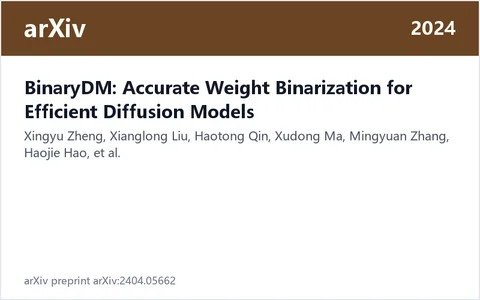 arXiv
2024
BinaryDM: Accurate Weight Binarization for
Efficient Diffusion Models
Xingyu Zheng, Xianglong Liu, Haotong Qin, Xudong Ma, Mingyuan Zhang,
Haojie Hao, et al.
arXiv preprint arXiv:2404.05662